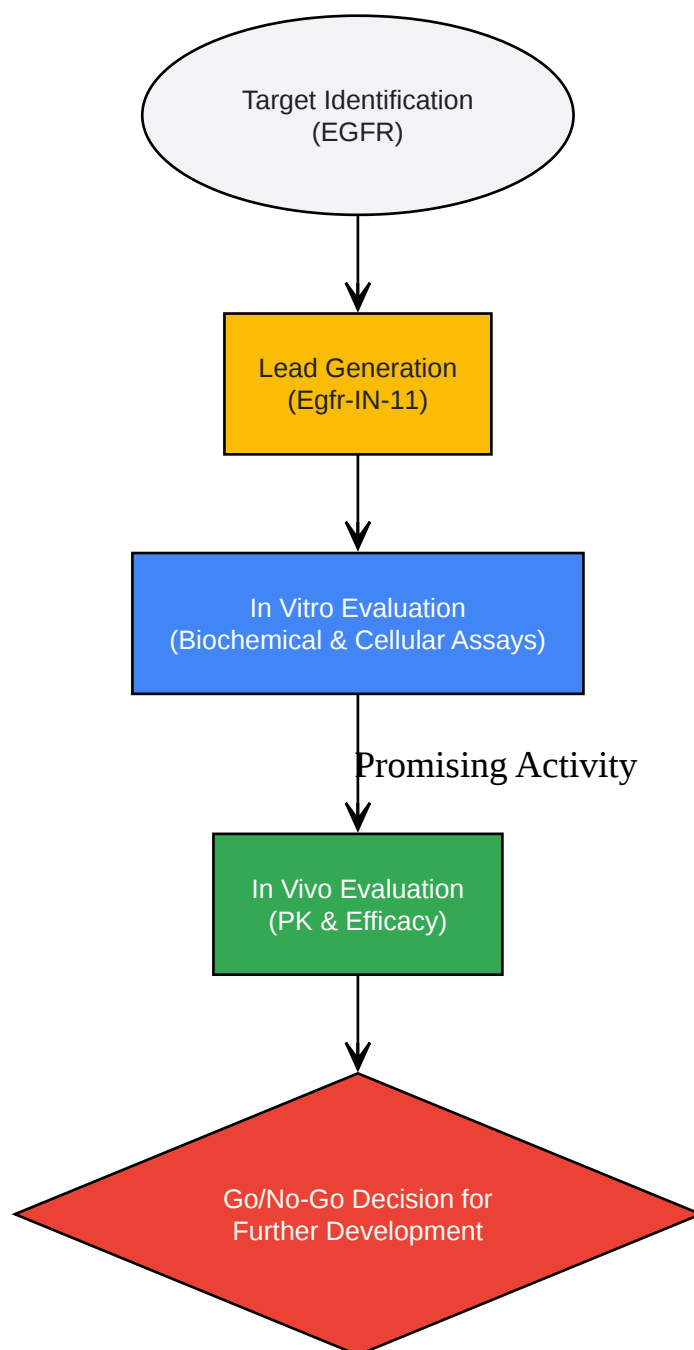 Target Identification
(EGFR)
Lead Generation
(Egfr-IN-11)
In Vitro Evaluation
(Biochemical & Cellular Assays)
Promising Activity
In Vivo Evaluation
(PK & Efficacy)
Go/No-Go Decision for
Further Development